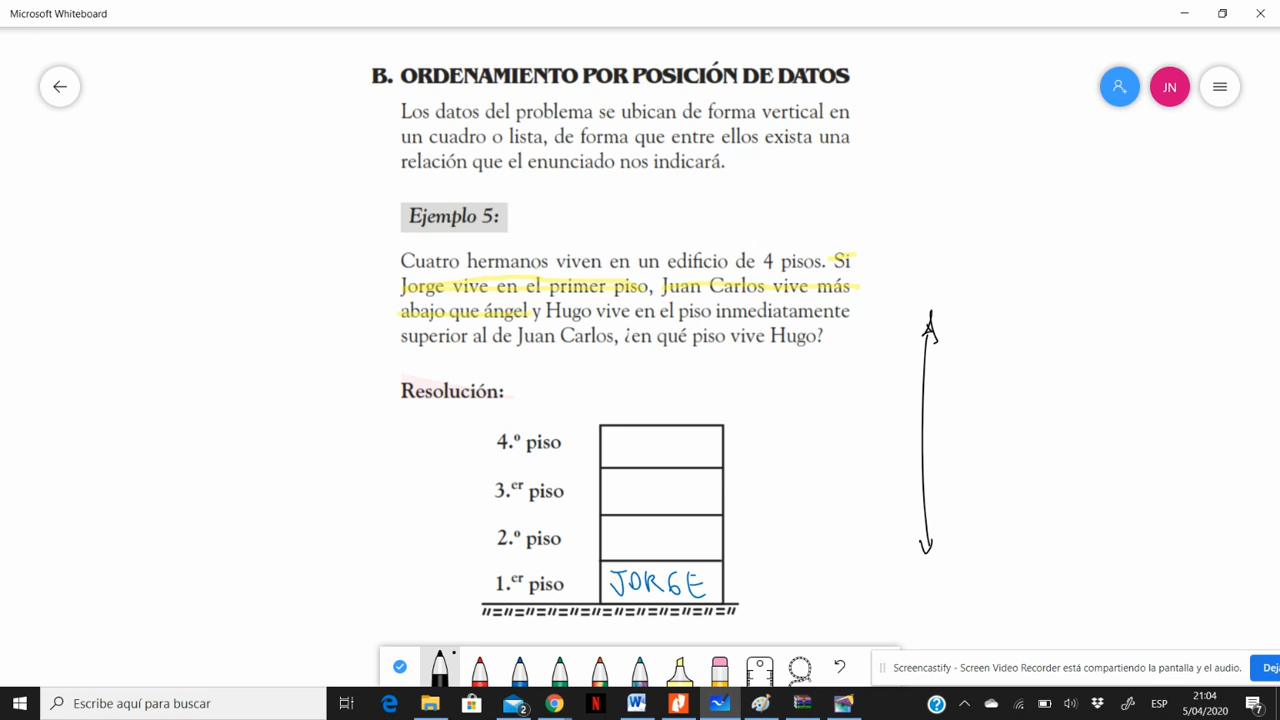 Microsoft Whiteboard
B. ORDENAMIENTO POR POSICIÓN DE DATOS
Los datos del problema se ubican de forma vertical en
un cuadro o lista, de forma que entre ellos exista una
relación que el enunciado nos indicará.
JN
Ejemplo 5:
Cuatro hermanos viven en un edificio de 4 pisos. Si
Jorge vive en el primer piso, Juan Carlos vive más
abajo que ángel y Hugo vive en el piso inmediatamente
superior al de Juan Carlos, ¿en qué piso vive Hugo?
Resolución:
4.º piso
3.er piso
2.º piso
1.er piso JORGE
Screencastify - Screen Video Recorder está compartiendo la pantalla y el audio.
Deja
Escribe aquí para buscar
2
ESP
21:04
5/04/2020
7